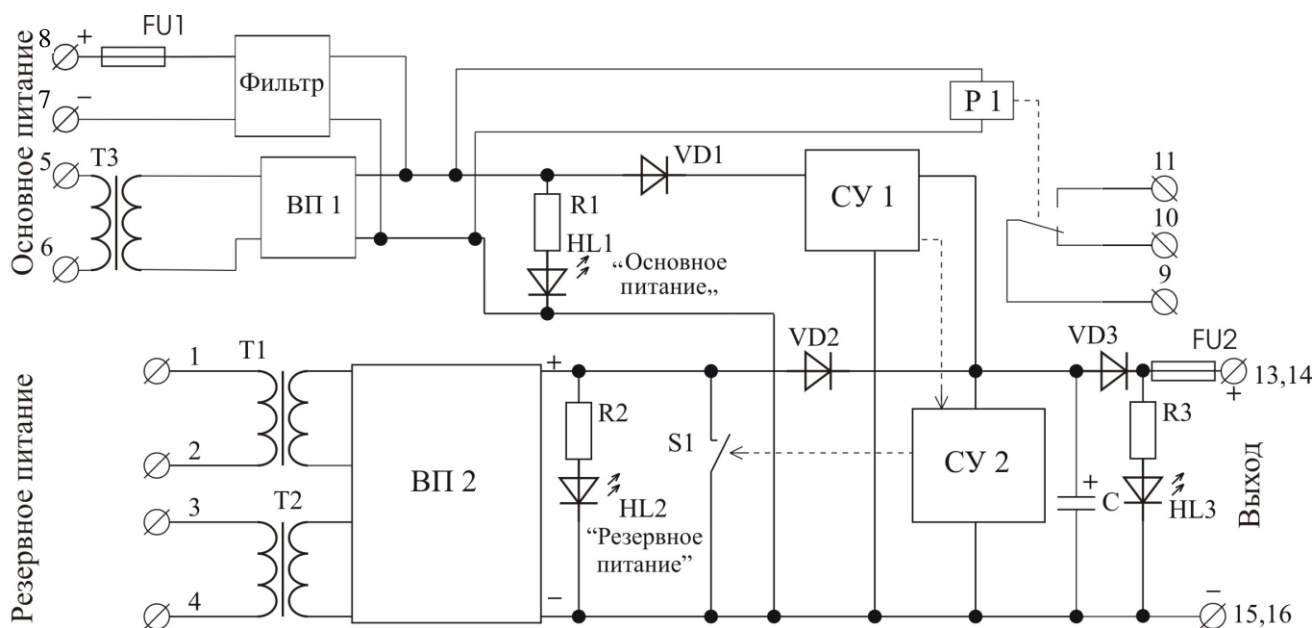 Основное питание
8
+
FU1
Фильтр
7
−
5
T3
6
ВП 1
R1
HL1
“Основное
питание„
VD1
СУ 1
Р 1
11
10
9
Резервное питание
1
T1
2
3
T2
4
ВП 2
+
−
R2
HL2
“Резервное
питание”
S1
VD2
СУ 2
+
C
VD3
FU2
13,14
+
R3
HL3
Выход
−
15,16